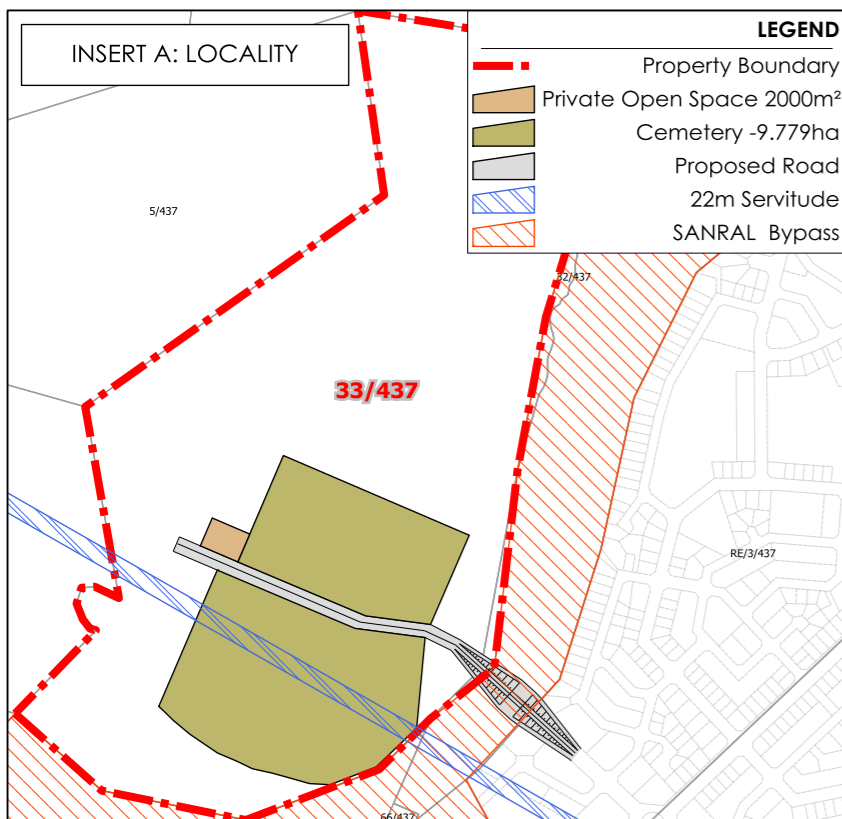 INSERT A: LOCALITY
LEGEND
Property Boundary
Private Open Space 2000m²
Cemetery -9.779ha
Proposed Road
22m Servitude
SANRAL Bypass
5/437
32/437
33/437
RE/3/437
66/437